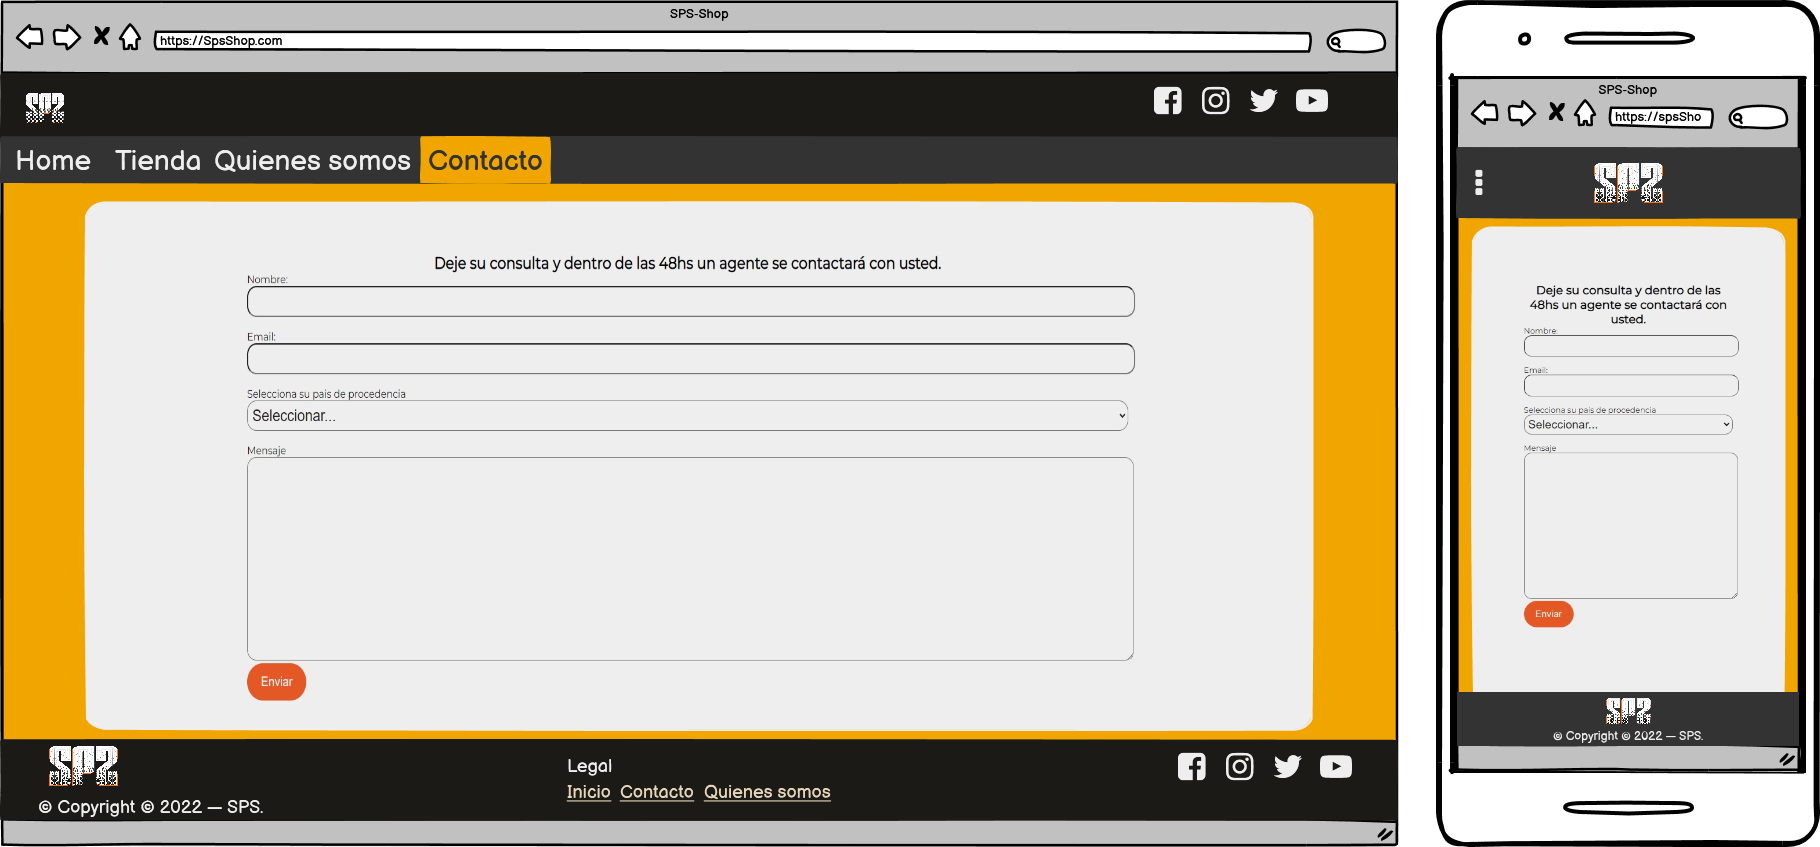 SPS-Shop
https://SpsShop.com
SPS
Home Tienda Quienes somos Contacto
Deje su consulta y dentro de las 48hs un agente se contactará con usted.
Nombre:
Email:
Selecciona su pais de procedencia
Seleccionar...
Mensaje
Enviar
SPS
© Copyright © 2022 — SPS.
Legal
Inicio Contacto Quienes somos
SPS-Shop
https://spsSho
SPS
Deje su consulta y dentro de las
48hs un agente se contactará con
usted.
Nombre:
Email:
Selecciona su pais de procedencia
Seleccionar...
Mensaje
Enviar
SPS
© Copyright © 2022 — SPS.